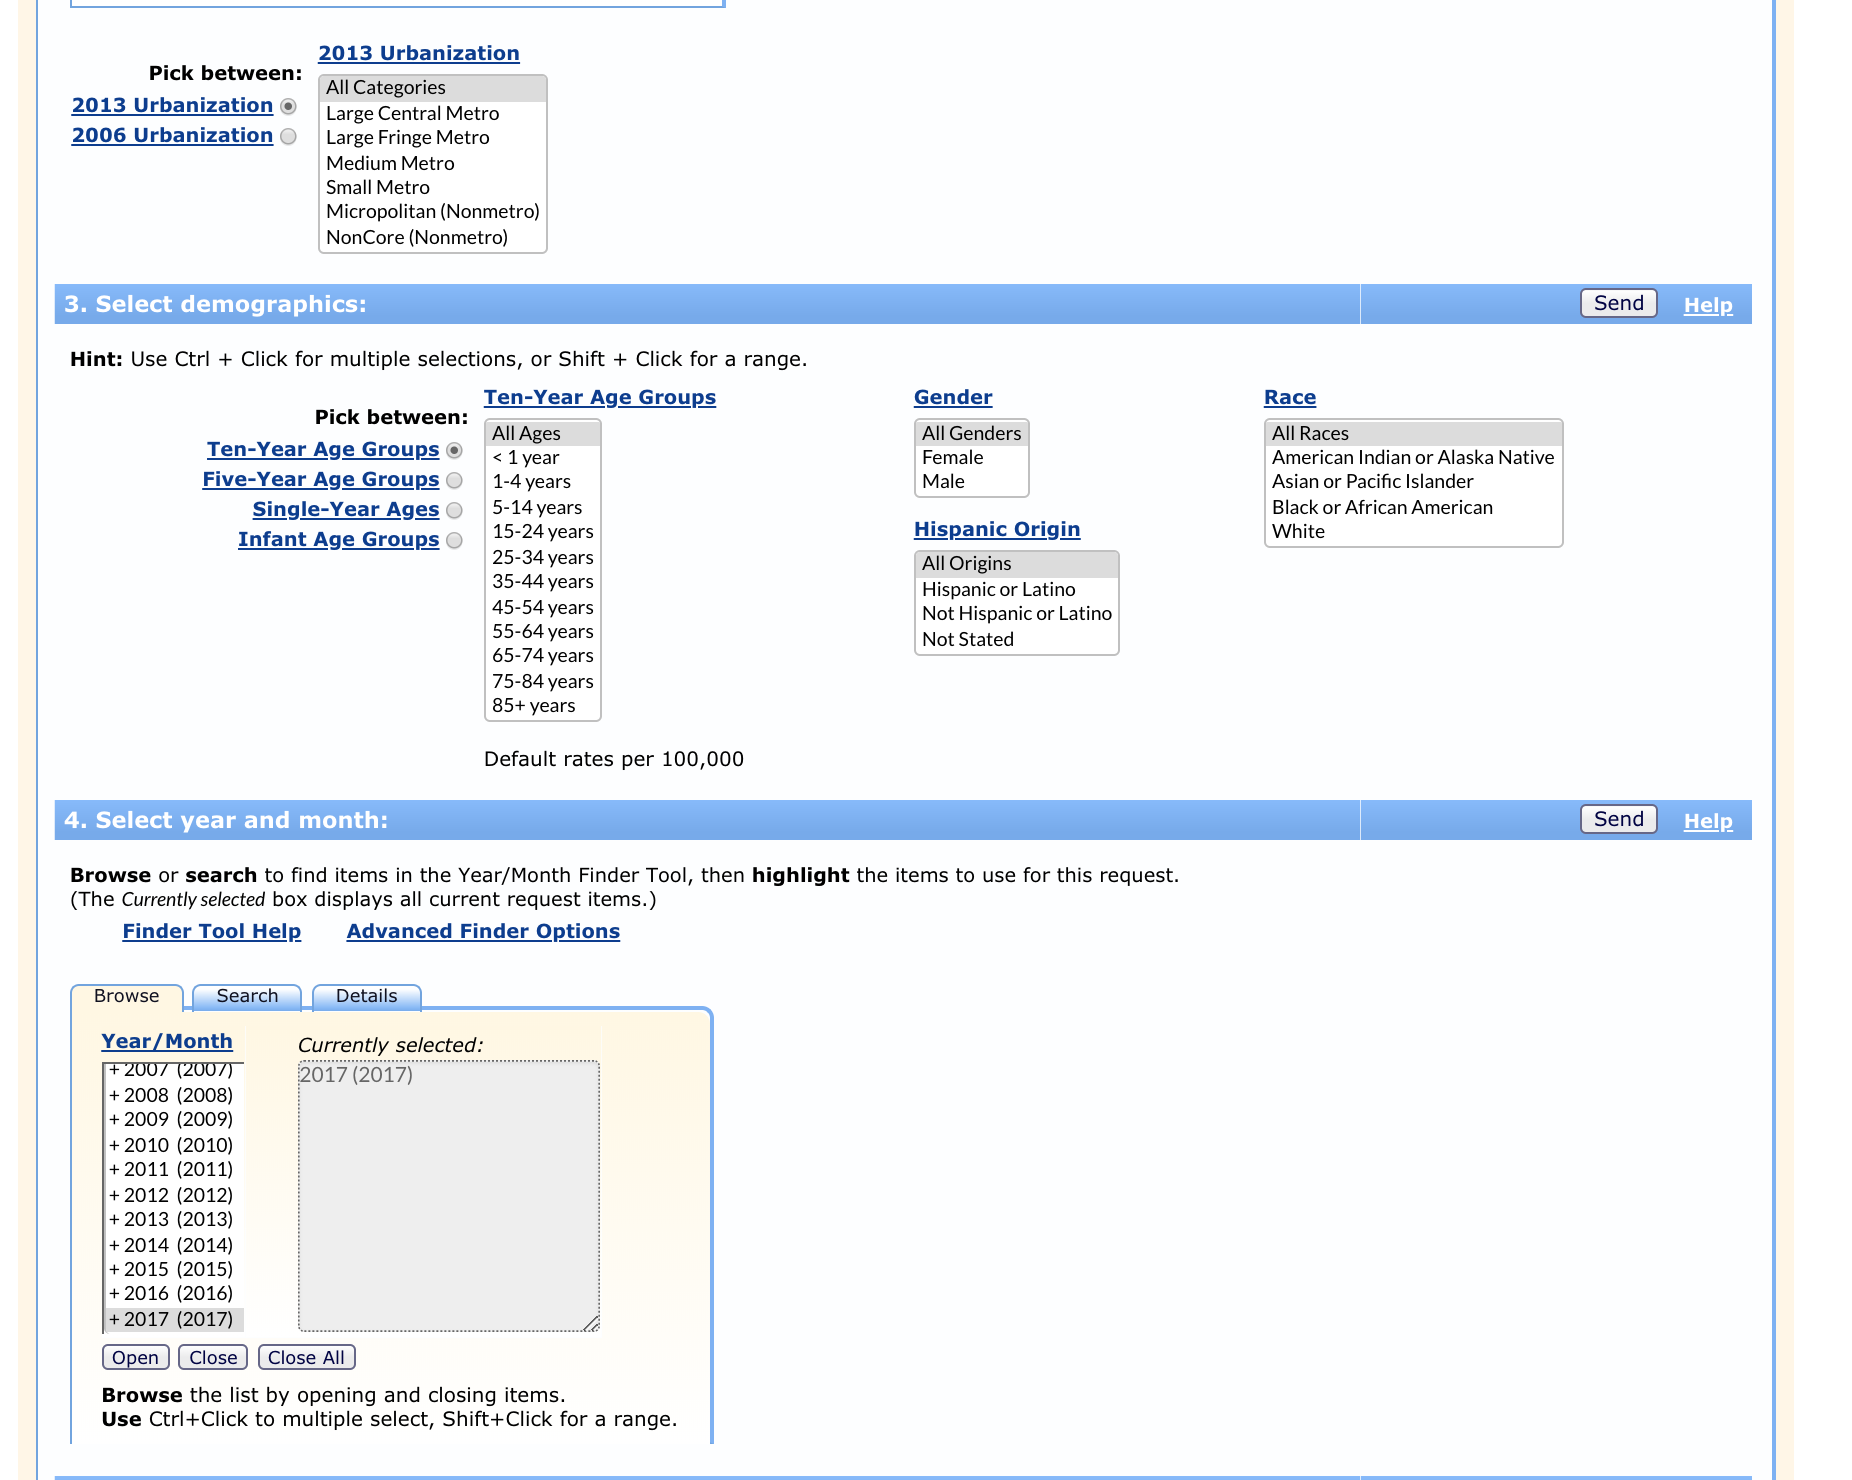 2013 Urbanization
Pick between:
2013 Urbanization
2006 Urbanization
All Categories
Large Central Metro
Large Fringe Metro
Medium Metro
Small Metro
Micropolitan (Nonmetro)
NonCore (Nonmetro)
3. Select demographics:
Send
Help
Hint: Use Ctrl + Click for multiple selections, or Shift + Click for a range.
Pick between:
Ten-Year Age Groups
Five-Year Age Groups
Single-Year Ages
Infant Age Groups
Ten-Year Age Groups
All Ages
< 1 year
1-4 years
5-14 years
15-24 years
25-34 years
35-44 years
45-54 years
55-64 years
65-74 years
75-84 years
85+ years
Default rates per 100,000
Gender
All Genders
Female
Male
Hispanic Origin
All Origins
Hispanic or Latino
Not Hispanic or Latino
Not Stated
Race
All Races
American Indian or Alaska Native
Asian or Pacific Islander
Black or African American
White
4. Select year and month:
Send
Help
Browse or search to find items in the Year/Month Finder Tool, then highlight the items to use for this request.
(The Currently selected box displays all current request items.)
Finder Tool Help
Advanced Finder Options
Browse
Search
Details
Year/Month
+ 2007 (2007)
+ 2008 (2008)
+ 2009 (2009)
+ 2010 (2010)
+ 2011 (2011)
+ 2012 (2012)
+ 2013 (2013)
+ 2014 (2014)
+ 2015 (2015)
+ 2016 (2016)
+ 2017 (2017)
Currently selected:
2017 (2017)
Open
Close
Close All
Browse the list by opening and closing items.
Use Ctrl+Click to multiple select, Shift+Click for a range.